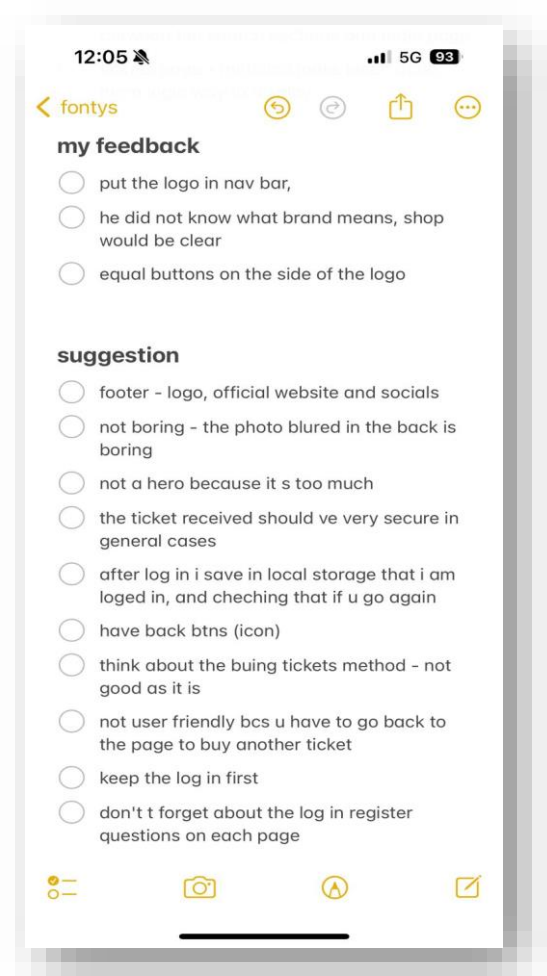 12:05
5G 93
fontys
my feedback
put the logo in nav bar,
he did not know what brand means, shop
would be clear
equal buttons on the side of the logo
suggestion
footer - logo, official website and socials
not boring - the photo blured in the back is
boring
not a hero because it s too much
the ticket received should ve very secure in
general cases
after log in i save in local storage that i am
loged in, and cheching that if u go again
have back btns (icon)
think about the buing tickets method - not
good as it is
not user friendly bcs u have to go back to
the page to buy another ticket
keep the log in first
don't t forget about the log in register
questions on each page